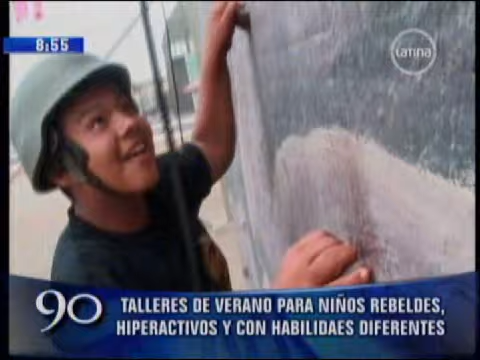 8:55
Latina
90
TALLERES DE VERANO PARA NIÑOS REBELDES,
HIPERACTIVOS Y CON HABILIDAES DIFERENTES